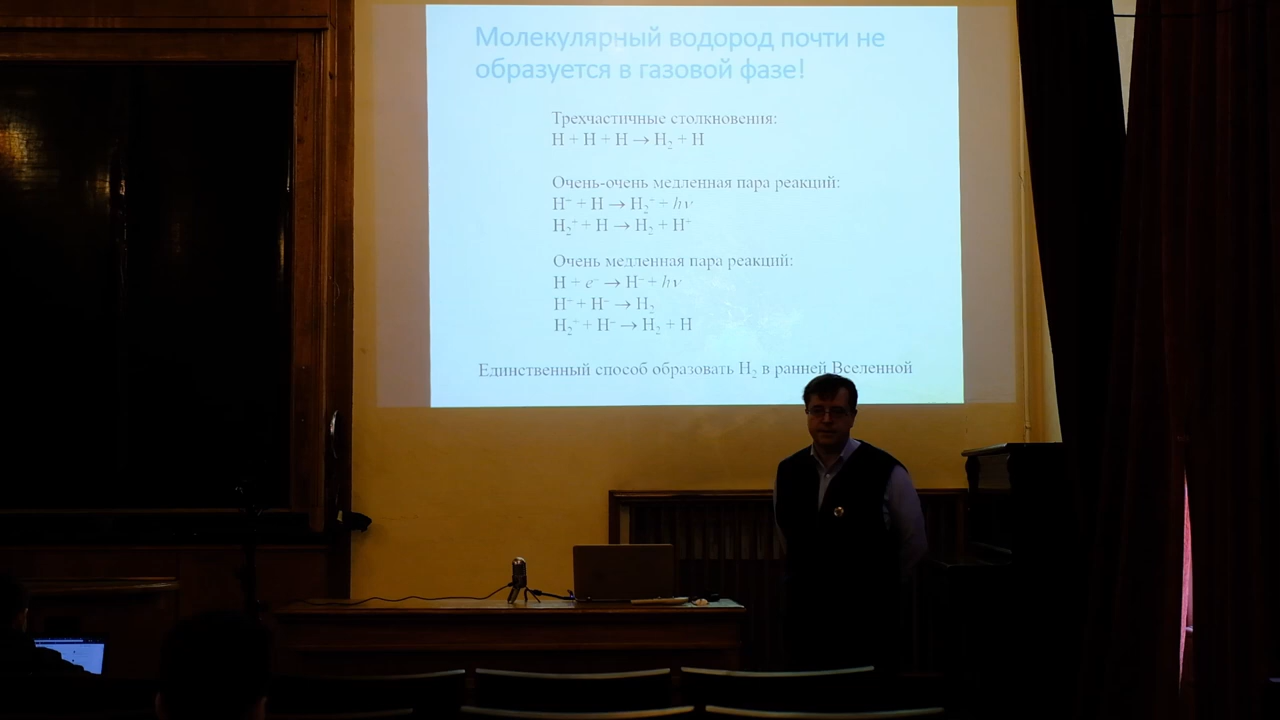 Молекулярный водород почти не
образуется в газовой фазе!
Трехчастичные столкновения:
H + H + H → H₂ + H
Очень-очень медленная пара реакций:
H⁺ + H → H₂⁺ + hν
H₂⁺ + H → H₂ + H⁺
Очень медленная пара реакций:
H + e⁻ → H⁻ + hν
H⁺ + H⁻ → H₂
H₂⁺ + H⁻ → H₂ + H
Единственный способ образовать H₂ в ранней Вселенной